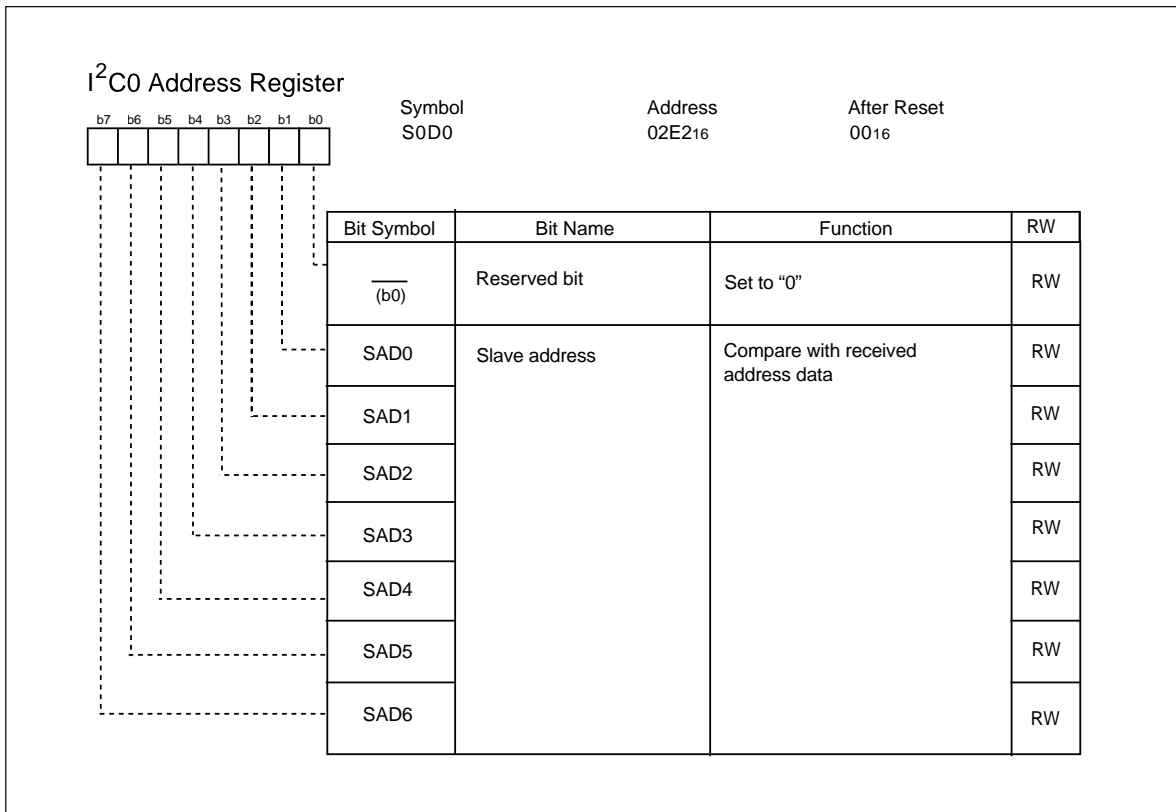 I²C0 Address Register
Symbol Address After Reset
b7 b6 b5 b4 b3 b2 b1 b0
S0D0 02E216 0016
Bit Symbol Bit Name Function RW
(b0) Reserved bit Set to “0” RW
SAD0 Slave address Compare with received address data RW
SAD1 RW
SAD2 RW
SAD3 RW
SAD4 RW
SAD5 RW
SAD6 RW